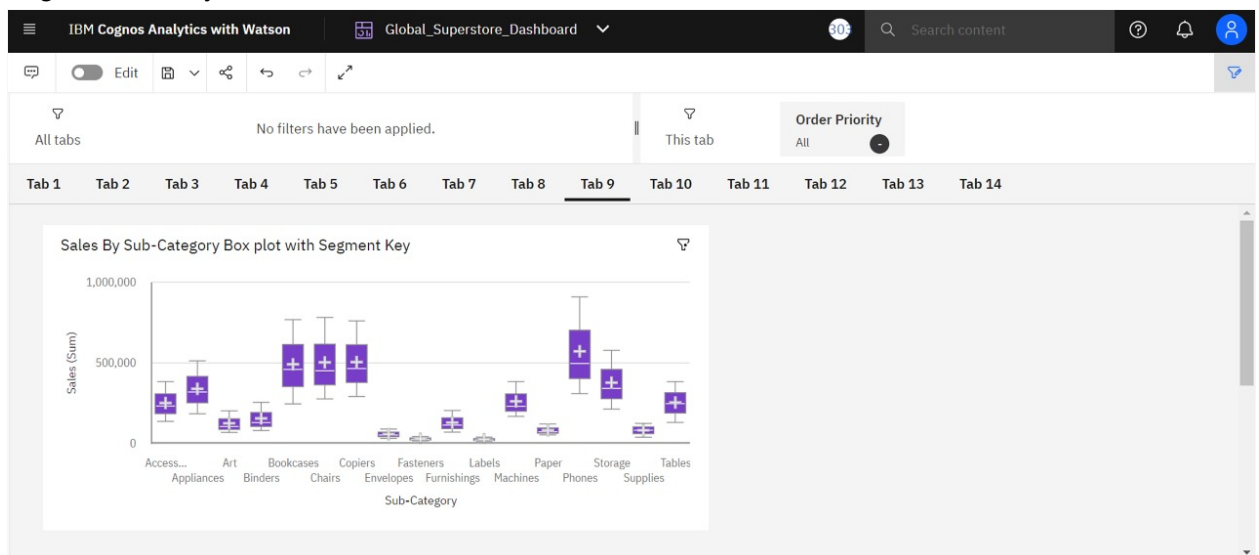 IBM Cognos Analytics with Watson
Global_Superstore_Dashboard
303
Search content
Edit
All tabs
No filters have been applied.
This tab
Order Priority
All
Tab 1 Tab 2 Tab 3 Tab 4 Tab 5 Tab 6 Tab 7 Tab 8 Tab 9 Tab 10 Tab 11 Tab 12 Tab 13 Tab 14
Sales By Sub-Category Box plot with Segment Key
1,000,000
500,000
0
Sales (Sum)
Access... Art Bookcases Copiers Fasteners Labels Paper Storage Tables
Appliances Binders Chairs Envelopes Furnishings Machines Phones Supplies
Sub-Category